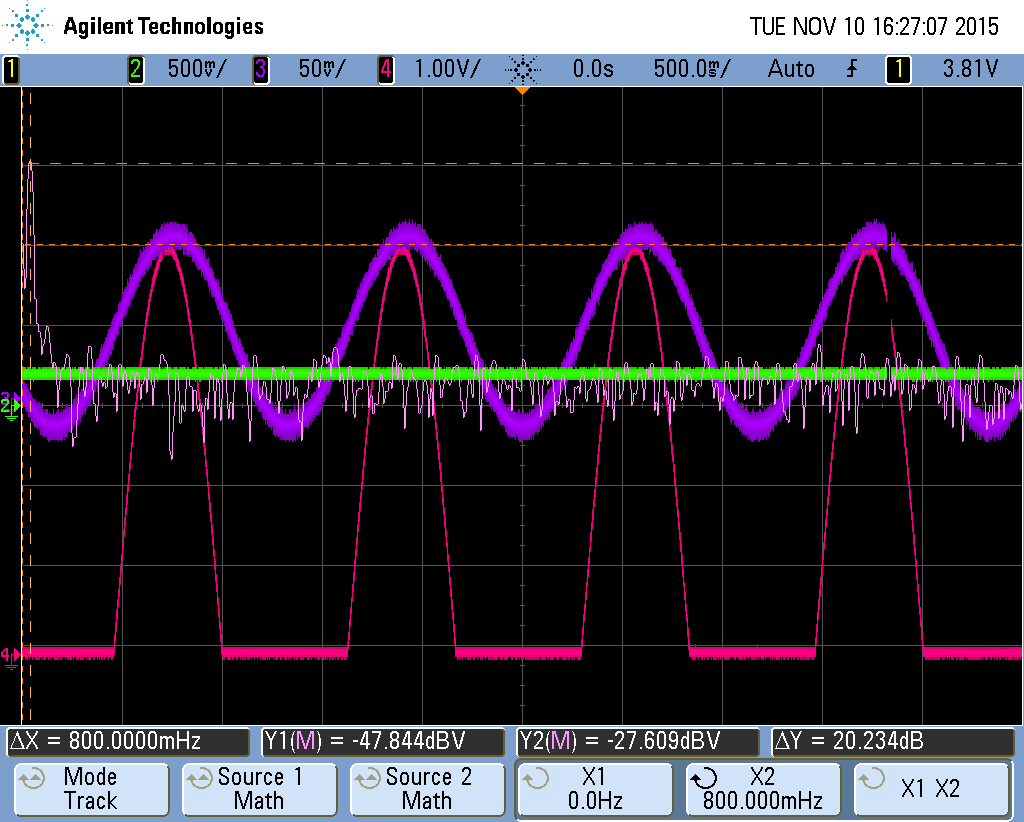 Agilent Technologies TUE NOV 10 16:27:07 2015
1 2 500mV/ 3 50mV/ 4 1.00V/ 0.0s 500.0ms/ Auto 1 3.81V
2
4
ΔX = 800.0000mHz Y1(M) = -47.844dBV Y2(M) = -27.609dBV ΔY = 20.234dB
Mode Source 1 Source 2 X1 X2 X1 X2
Track Math Math 0.0Hz 800.000mHz